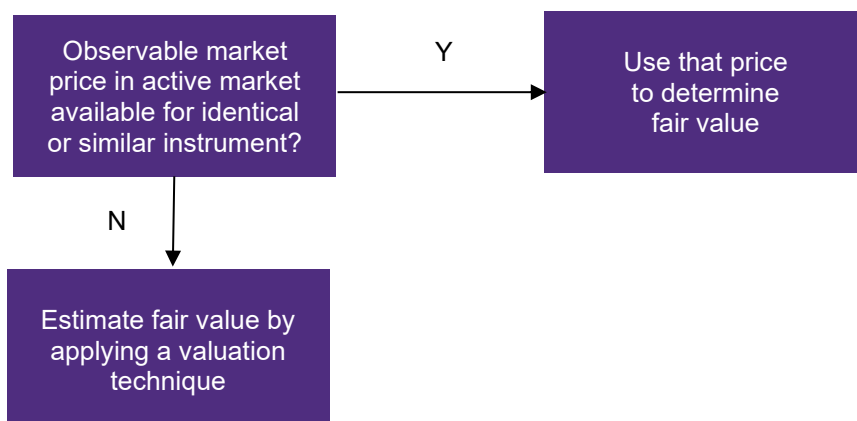 Observable market
price in active market
available for identical
or similar instrument?
Y
Use that price
to determine
fair value
N
Estimate fair value by
applying a valuation
technique